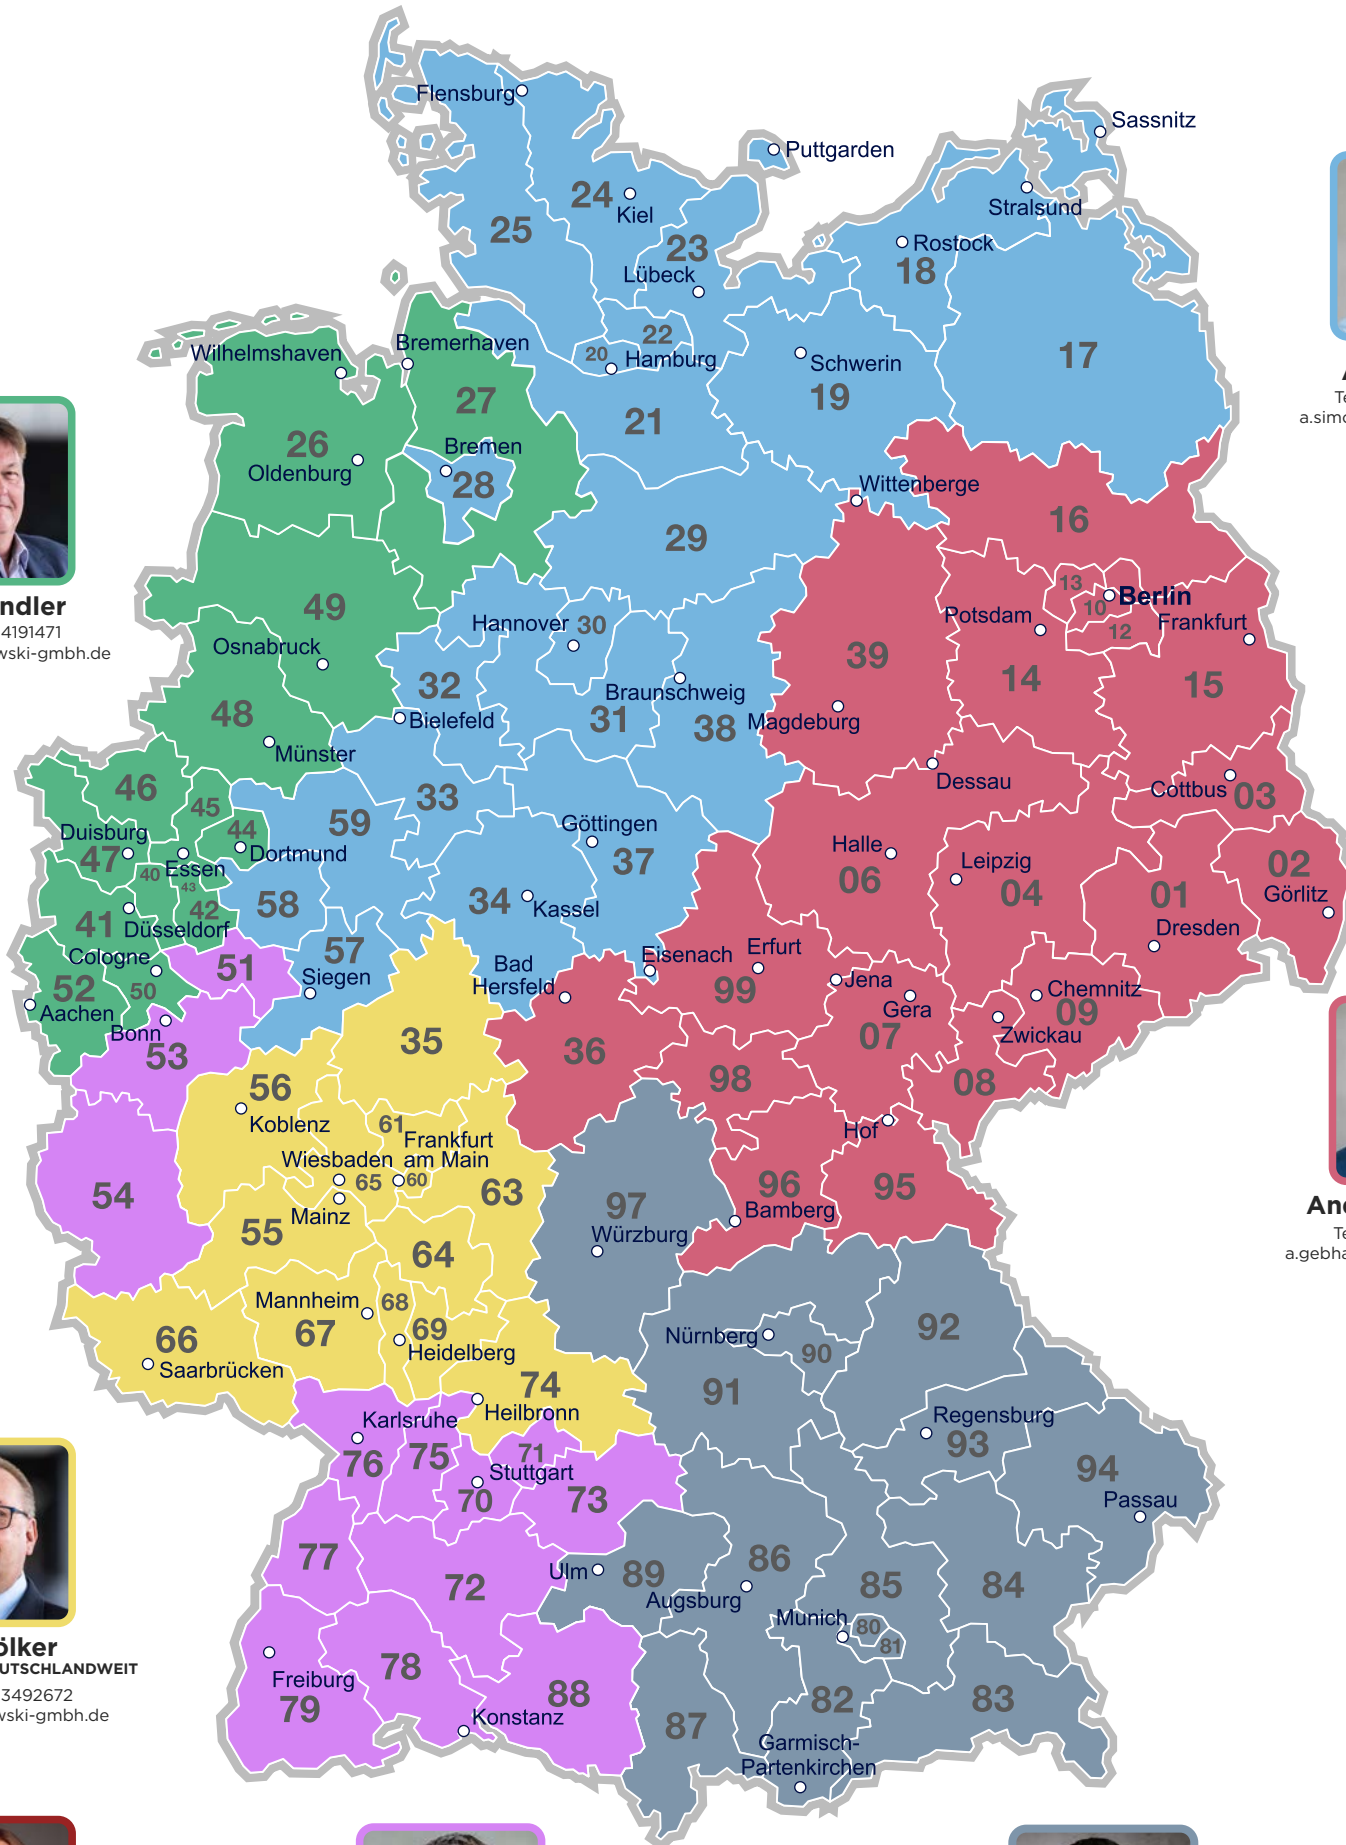 Flensburg
Sassnitz
Puttgarden
24
Kiel
Stralsund
25
23
Rostock
18
Lübeck
22
20
Hamburg
17
Bremerhaven
Wilhelmshaven
Schwerin
19
27
21
26
Oldenburg
Bremen
28
Wittenberge
29
16
13
10
Berlin
12
Potsdam
Frankfurt
49
Hannover
30
Osnabruck
39
14
15
32
Braunschweig
31
38
Magdeburg
48
Bielefeld
Münster
Dessau
46
45
33
Cottbus
03
59
44
Duisburg
Dortmund
Göttingen
47
Essen
40
43
37
Halle
06
Leipzig
04
01
02
Görlitz
41
42
Düsseldorf
58
34
Kassel
Dresden
Cologne
51
57
Siegen
Bad
Hersfeld
Eisenach
Erfurt
99
52
50
Aachen
Bonn
53
Jena
Gera
07
Chemnitz
09
Zwickau
35
36
98
08
56
Koblenz
61
Frankfurt
am Main
Hof
Wiesbaden
65
60
54
63
97
96
95
Mainz
55
Würzburg
Bamberg
64
Mannheim
68
67
69
Heidelberg
66
Saarbrücken
Nürnberg
90
92
91
74
Heilbronn
Karlsruhe
76
75
71
Stuttgart
70
73
Regensburg
93
94
Passau
77
72
Ulm
89
86
Augsburg
85
84
Munich
80
81
Freiburg
79
78
88
Konstanz
87
82
83
Garmisch-
Partenkirchen
ndler
4191471
wski-gmbh.de
ölker
UTSCHLANDWEIT
3492672
wski-gmbh.de
Te
a.simo
And
Te
a.gebha